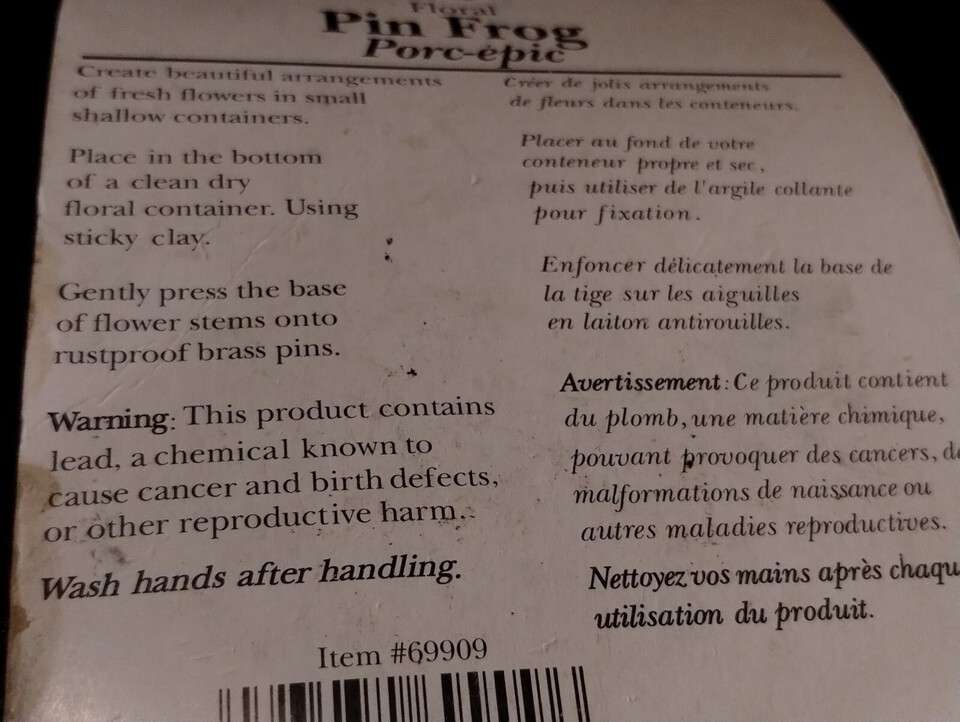 Floral
Pin Frog
Porc-épic
Create beautiful arrangements
of fresh flowers in small
shallow containers.
Place in the bottom
of a clean dry
floral container. Using
sticky clay.
Gently press the base
of flower stems onto
rustproof brass pins.
Warning: This product contains
lead, a chemical known to
cause cancer and birth defects,
or other reproductive harm.
Wash hands after handling.
Créer de jolis arrangements
de fleurs dans les conteneurs.
Placer au fond de votre
conteneur propre et sec,
puis utiliser de l'argile collante
pour fixation.
Enfoncer délicatement la base de
la tige sur les aiguilles
en laiton antirouilles.
Avertissement: Ce produit contient
du plomb, une matière chimique,
pouvant provoquer des cancers, de
malformations de naissance ou
autres maladies reproductives.
Nettoyez vos mains après chaqu
utilisation du produit.
Item #69909